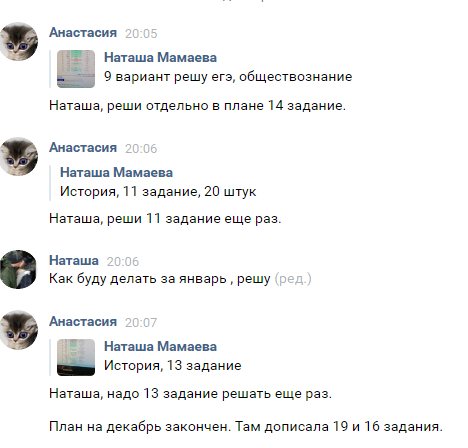 Анастасия 20:05
Наташа Мамаева
9 вариант решу егэ, обществознание
Наташа, реши отдельно в плане 14 задание.
Анастасия 20:06
Наташа Мамаева
История, 11 задание, 20 штук
Наташа, реши 11 задание еще раз.
Наташа 20:06
Как буду делать за январь , решу (ред.)
Анастасия 20:07
Наташа Мамаева
История, 13 задание
Наташа, надо 13 задание решать еще раз.
План на декабрь закончен. Там дописала 19 и 16 задания.